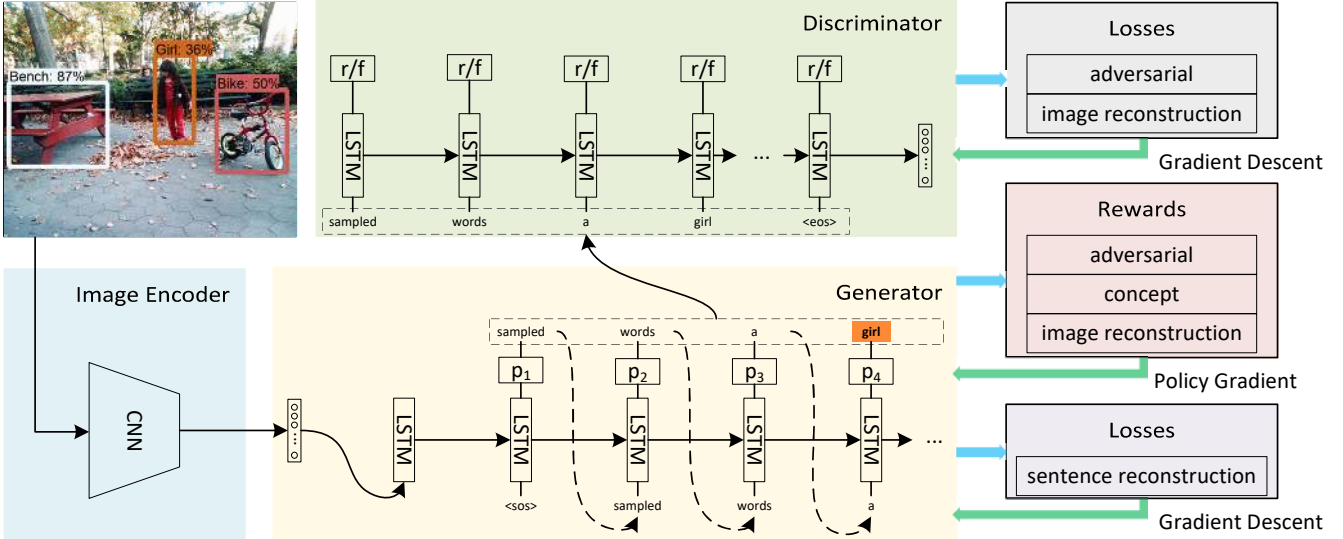 Girl: 36%
Bench: 87%
Bike: 50%
Discriminator
r/f r/f r/f r/f r/f
LSTM LSTM LSTM LSTM ... LSTM
sampled words a girl <eos>
Losses
adversarial
image reconstruction
Gradient Descent
Rewards
adversarial
concept
image reconstruction
Policy Gradient
Losses
sentence reconstruction
Gradient Descent
Image Encoder
CNN
Generator
sampled words a girl
p1 p2 p3 p4
LSTM LSTM LSTM LSTM LSTM ...
<sos> sampled words a